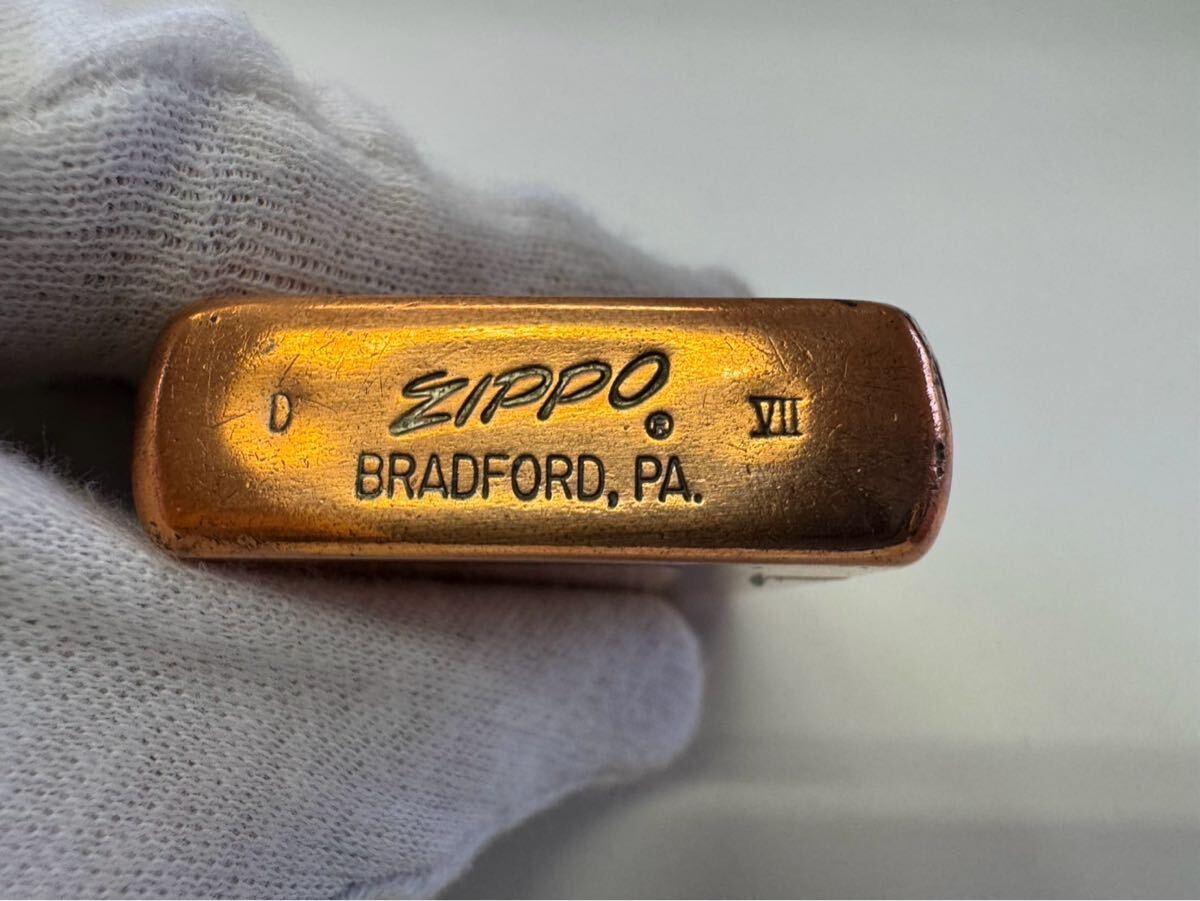 D ZIPPO ® VII
BRADFORD, PA.